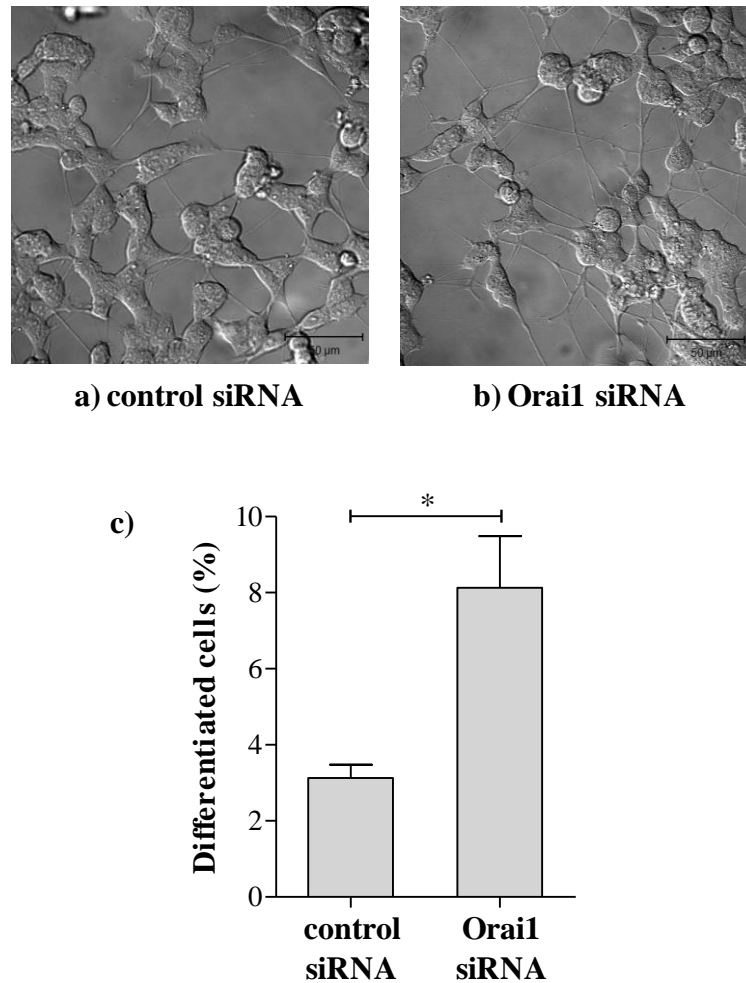 50 µm
50 µm
a) control siRNA
b) Orai1 siRNA
c)
*
Differentiated cells (%)
10
8
6
4
2
0
control
siRNA
Orai1
siRNA